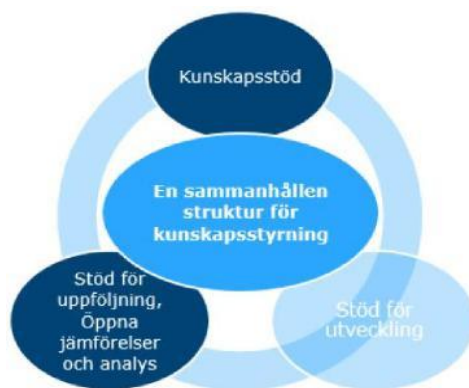 Kunskapsstöd
En sammanhållen
struktur för
kunskapsstyrning
Stöd för
uppföljning,
Öppna
jämförelser
och analys
Stöd för
utveckling